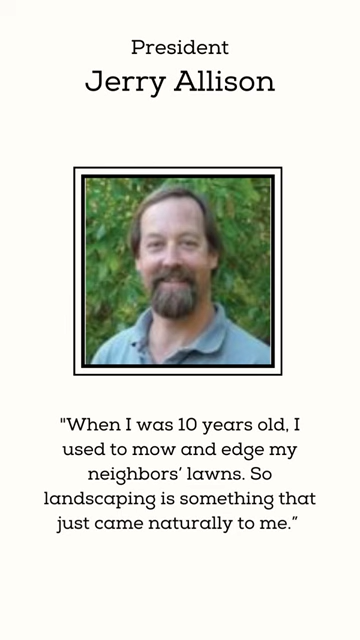 President
Jerry Allison
"When I was 10 years old, I
used to mow and edge my
neighbors’ lawns. So
landscaping is something that
just came naturally to me.”